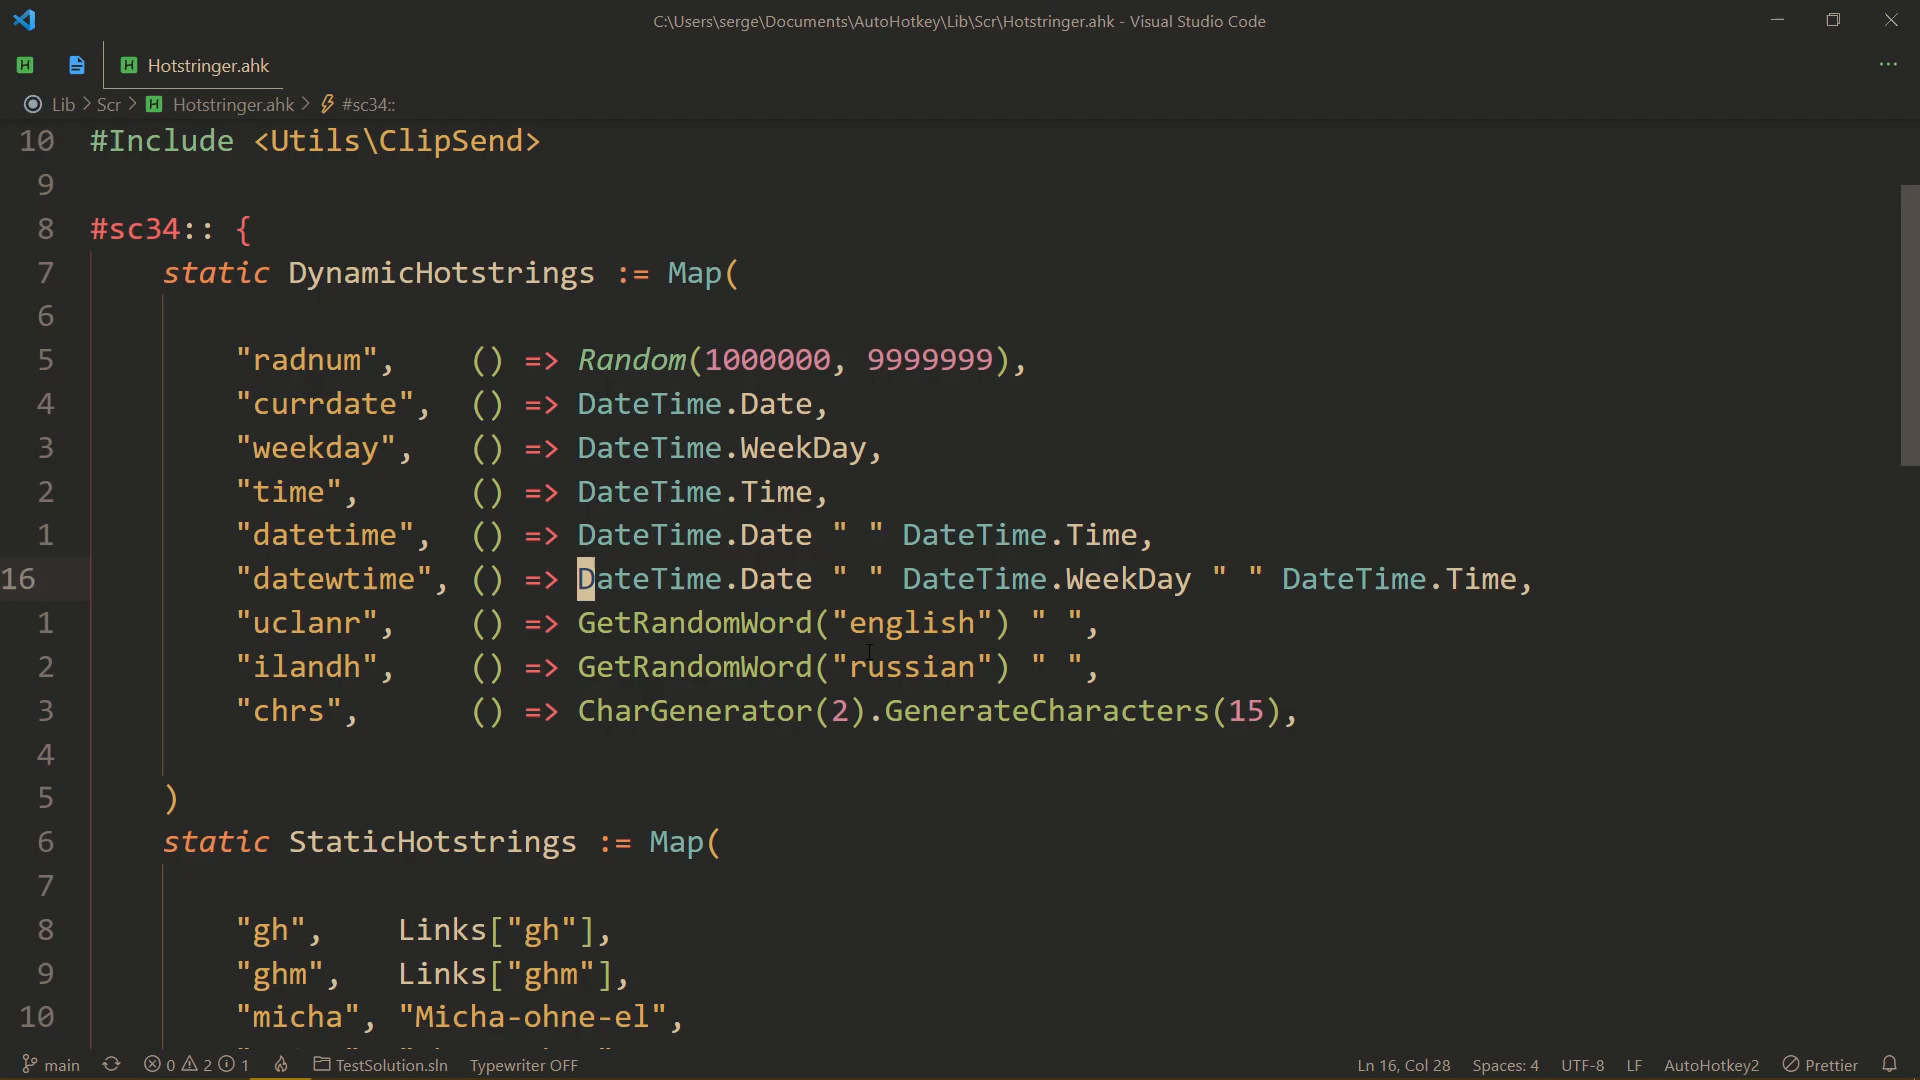 C:\Users\serge\Documents\AutoHotkey\Lib\Scr\Hotstringer.ahk - Visual Studio Code
Hotstringer.ahk
Lib > Scr > Hotstringer.ahk > #sc34::
10 #Include <Utils\ClipSend>
9
8 #sc34:: {
7 static DynamicHotstrings := Map(
6
5 "radnum", () => Random(1000000, 9999999),
4 "currdate", () => DateTime.Date,
3 "weekday", () => DateTime.WeekDay,
2 "time", () => DateTime.Time,
1 "datetime", () => DateTime.Date " " DateTime.Time,
16 "datewtime", () => DateTime.Date " " DateTime.WeekDay " " DateTime.Time,
1 "uclanr", () => GetRandomWord("english") " ",
2 "ilandh", () => GetRandomWord("russian") " ",
3 "chrs", () => CharGenerator(2).GenerateCharacters(15),
4
5 )
6 static StaticHotstrings := Map(
7
8 "gh", Links["gh"],
9 "ghm", Links["ghm"],
10 "micha", "Micha-ohne-el",
main 0 2 1 TestSolution.sln Typewriter OFF Ln 16, Col 28 Spaces: 4 UTF-8 LF AutoHotkey2 Prettier